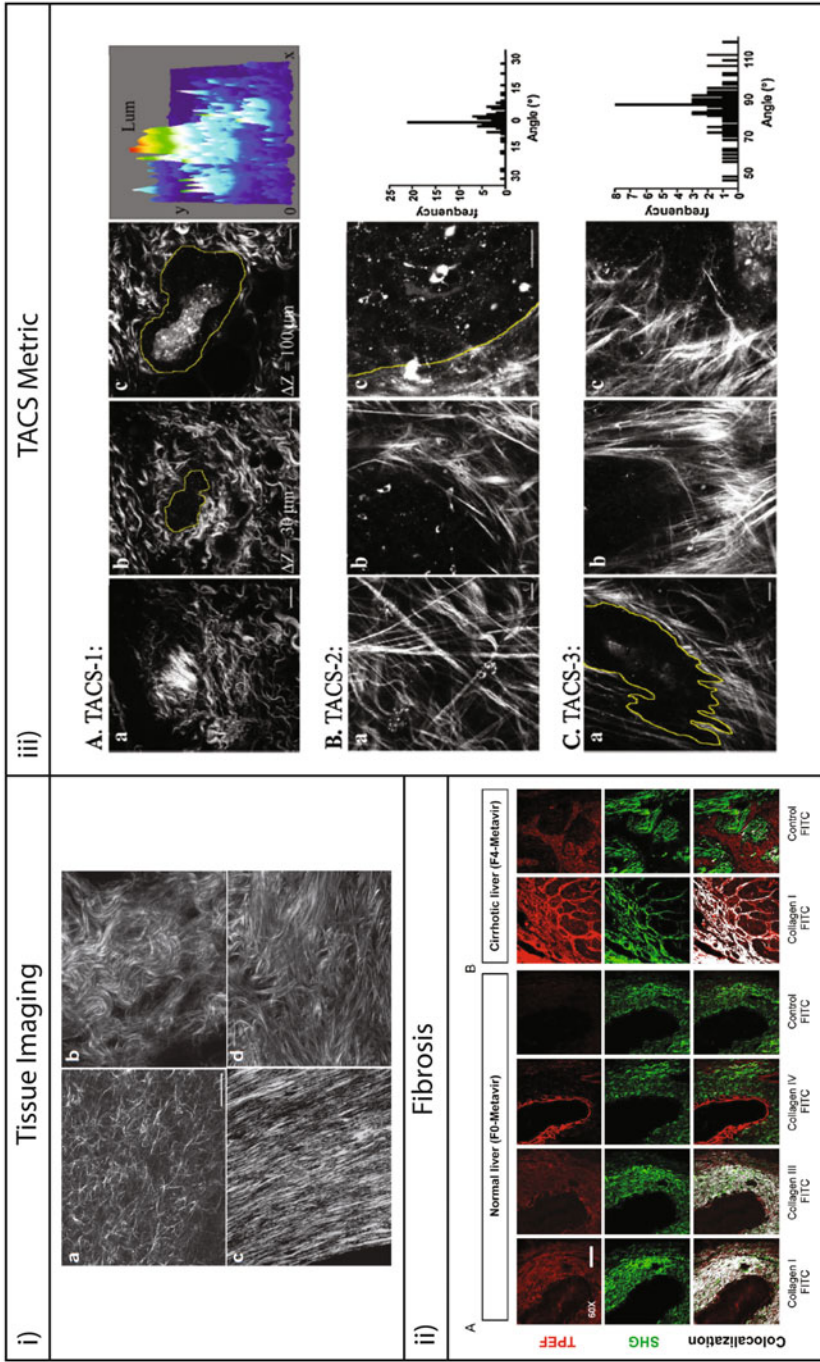 i)
Tissue Imaging
a
b
c
d
ii)
Fibrosis
A
B
Normal liver (F0-Metavir)
Cirrhotic liver (F4-Metavir)
TPEF
SHG
Colocalization
60X
Collagen I
FITC
Collagen III
FITC
Collagen IV
FITC
Control
FITC
Collagen I
FITC
Control
FITC
iii)
TACS Metric
A. TACS-1:
a
b
ΔZ = 30 μm
c
ΔZ = 100 μm
Lum
y
0
x
B. TACS-2:
a
b
c
frequency
25
20
15
10
5
0
30
15
0
15
30
Angle (°)
C. TACS-3:
a
b
c
frequency
8
7
6
5
4
3
2
1
0
50
70
90
110
Angle (°)